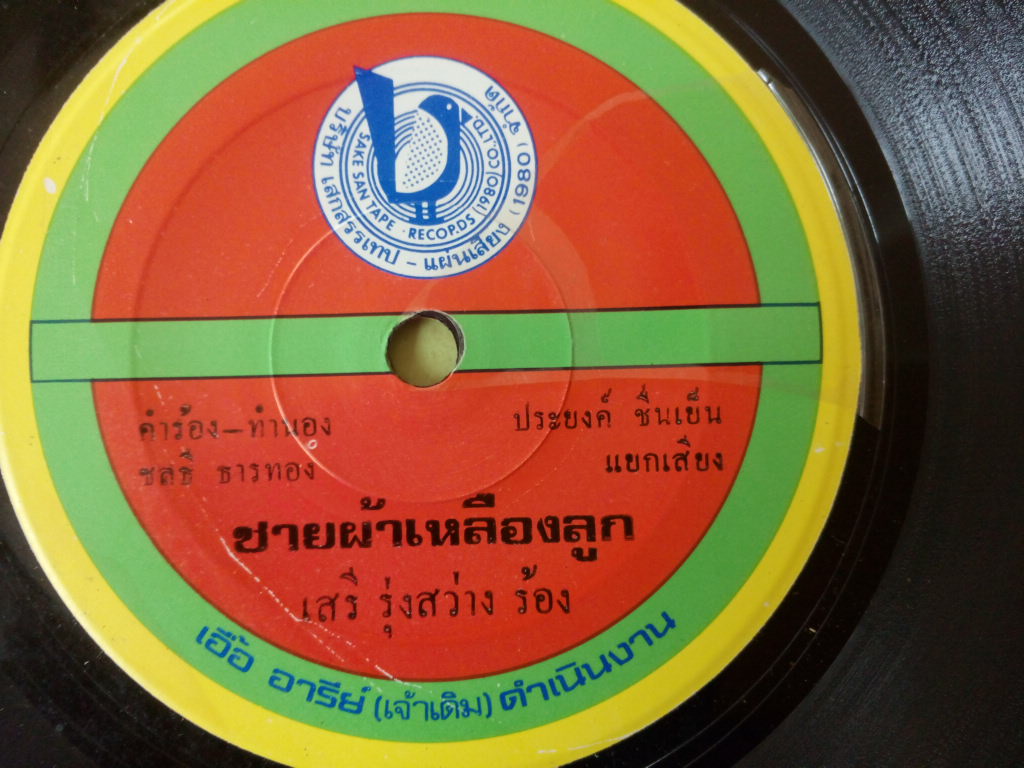 บริษัท เสกสรรเทป - แผ่นเสียง (1980) จำกัด
SAKE SAN TAPE · RECOP.DS (1980) CO.,LTD.
คำร้อง-ทำนอง
ชลธี ธารทอง
ประยงค์ ชื่นเย็น
แยกเสียง
ชายผ้าเหลืองลูก
เสรี รุ่งสว่าง ร้อง
เอื้อ อารีย์ (เจ้าเดิม) ดำเนินงาน